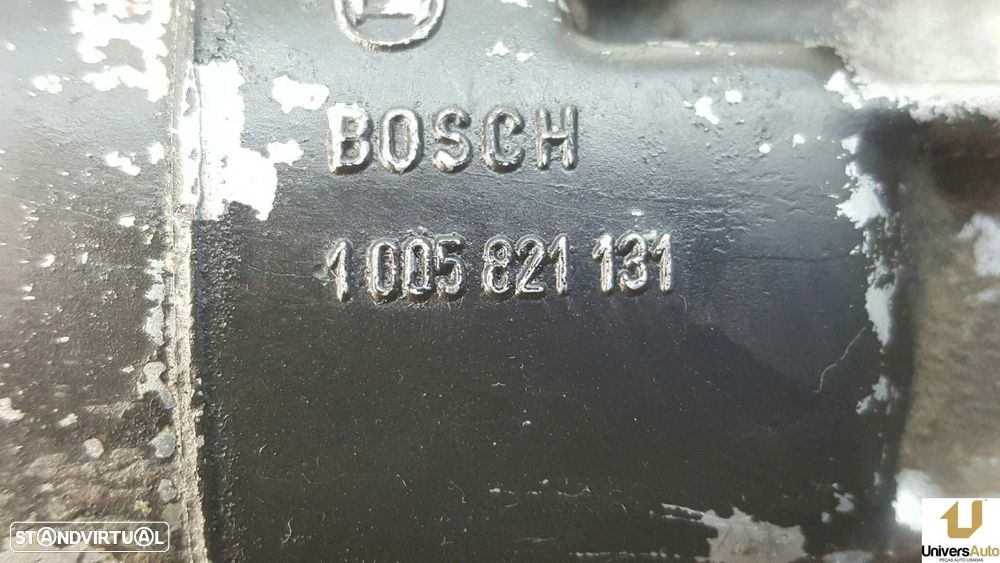 BOSCH
1 005 821 131
STANDVIRTUAL
UniversAuto
PEÇAS AUTO USADAS